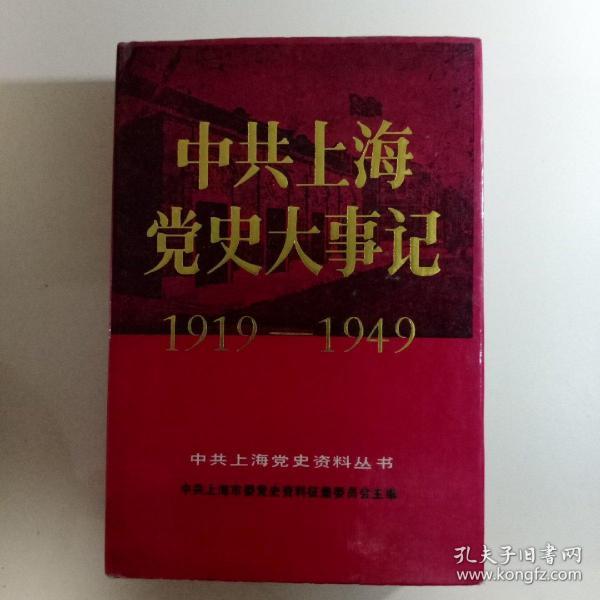 中共上海
党史大事记
1919—1949
中共上海党史资料丛书
中共上海市委党史资料征集委员会主编
孔夫子旧书网
www.kongfz.com